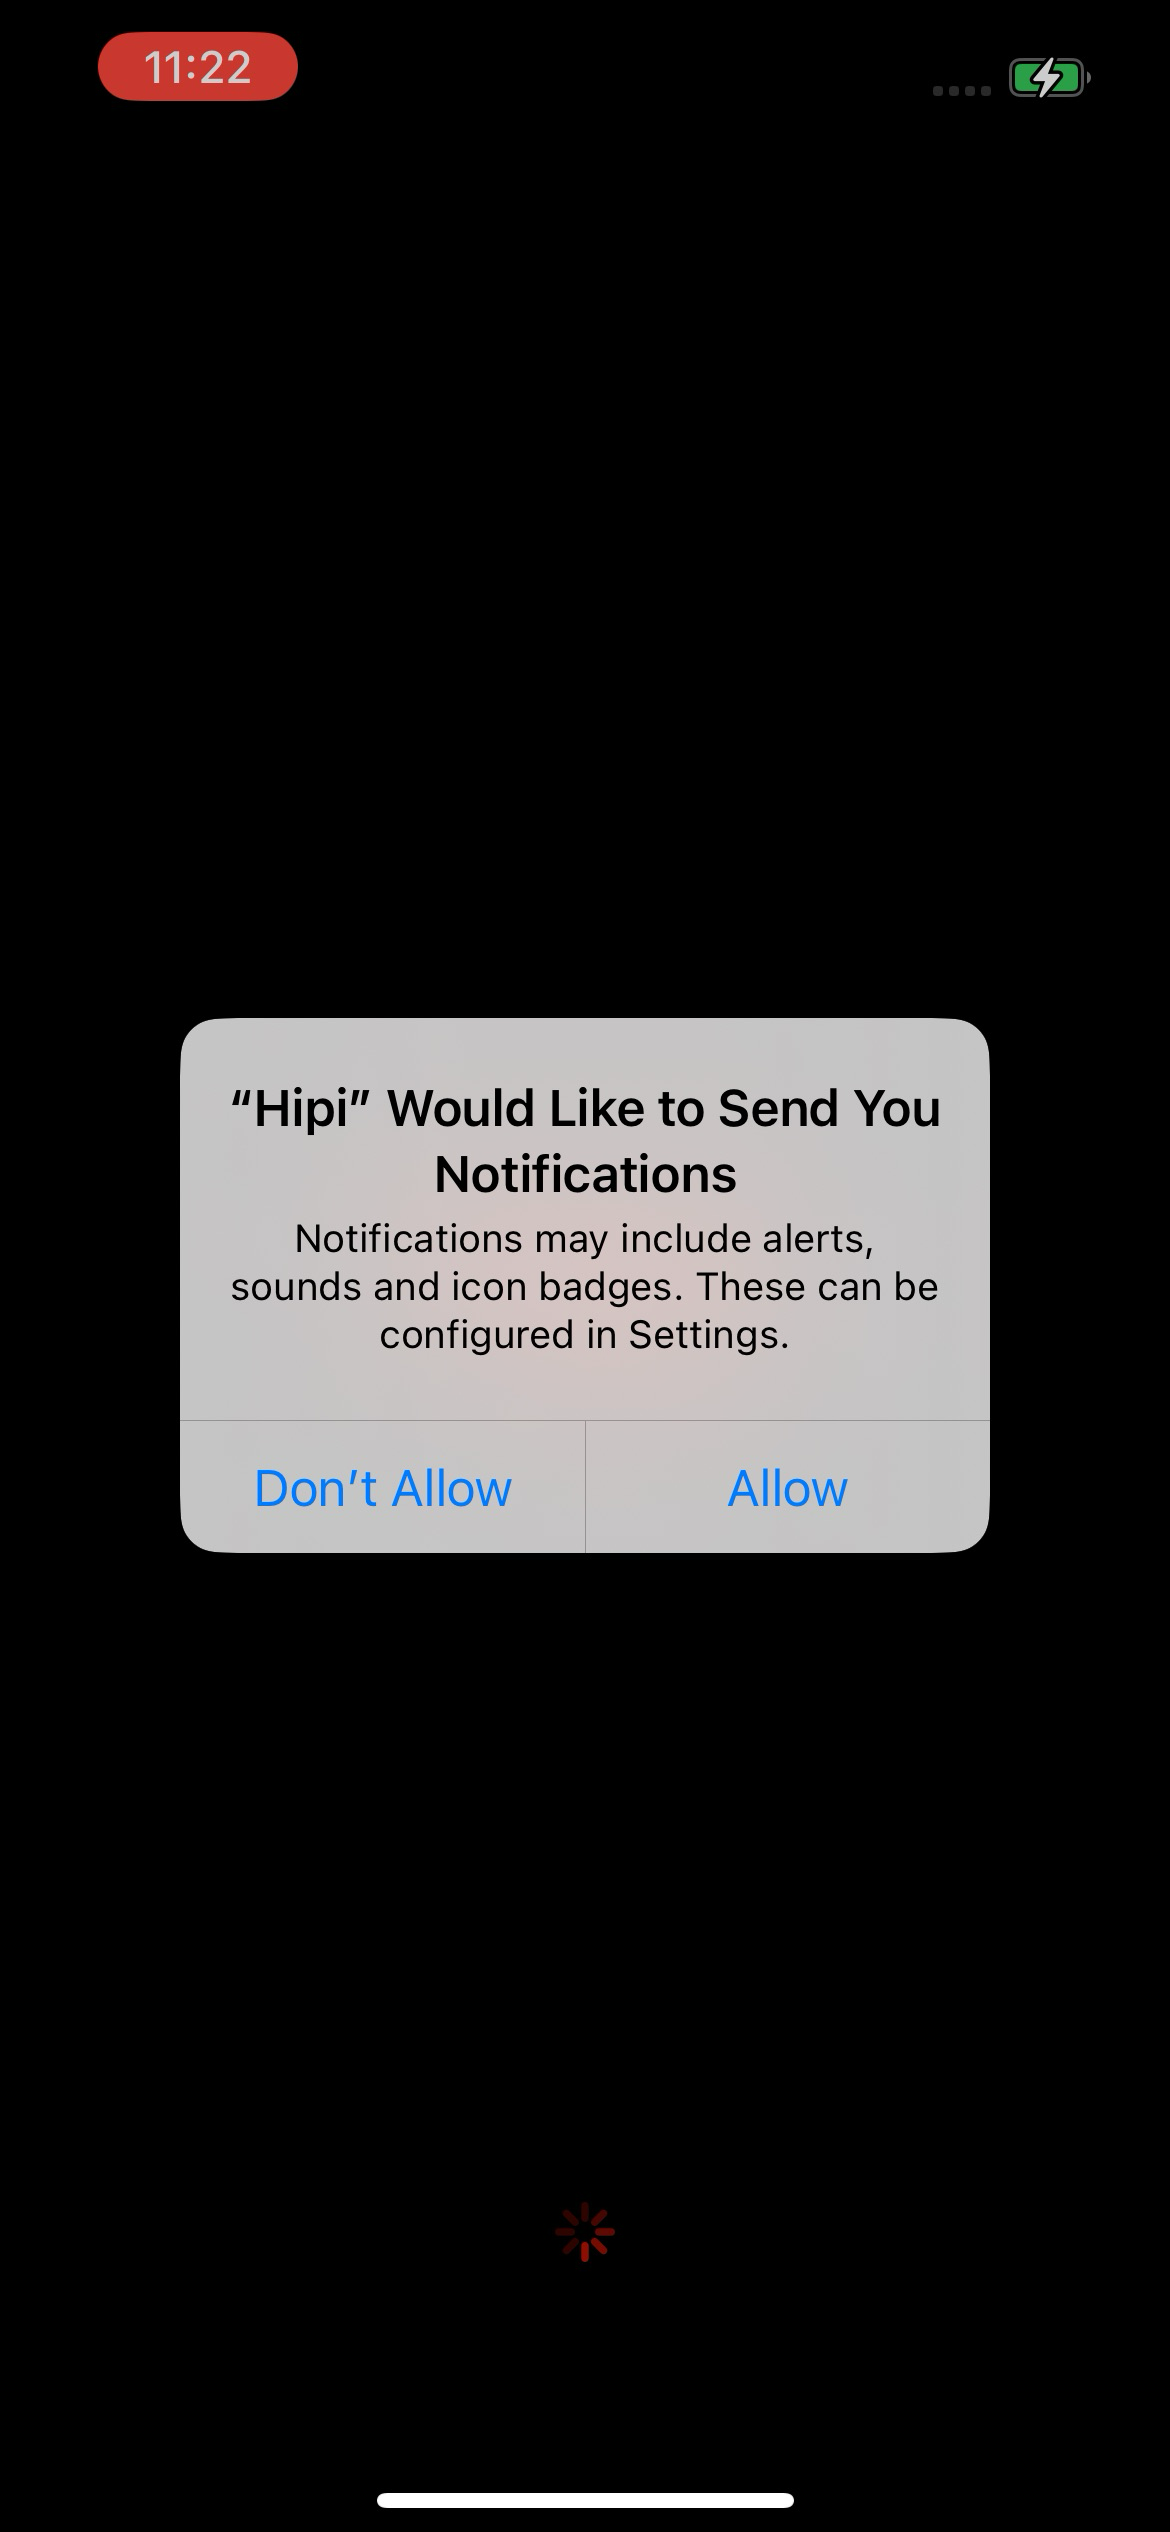 11:22
“Hipi” Would Like to Send You
Notifications
Notifications may include alerts,
sounds and icon badges. These can be
configured in Settings.
Don’t Allow
Allow